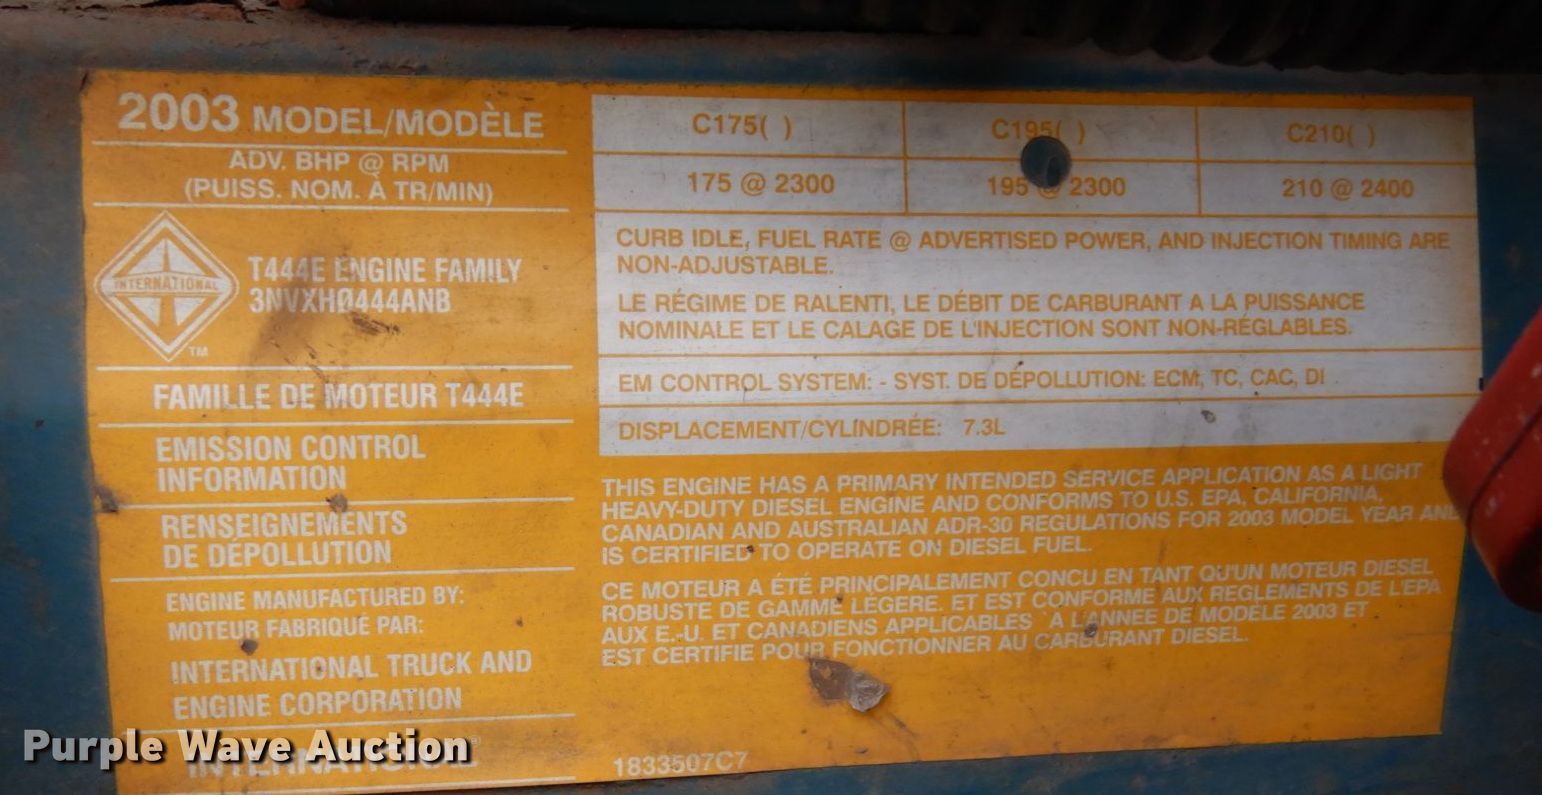 2003 MODEL/MODÈLE
ADV. BHP @ RPM
(PUISS. NOM. À TR/MIN)
INTERNATIONAL
TM
T444E ENGINE FAMILY
3NVXHØ444ANB
FAMILLE DE MOTEUR T444E
EMISSION CONTROL
INFORMATION
RENSEIGNEMENTS
DE DÉPOLLUTION
ENGINE MANUFACTURED BY:
MOTEUR FABRIQUÉ PAR:
INTERNATIONAL TRUCK AND
ENGINE CORPORATION
INTERNATIONAL®
C175( ) C195( ) C210( )
175 @ 2300 195 @ 2300 210 @ 2400
CURB IDLE, FUEL RATE @ ADVERTISED POWER, AND INJECTION TIMING ARE
NON-ADJUSTABLE.
LE RÉGIME DE RALENTI, LE DÉBIT DE CARBURANT A LA PUISSANCE
NOMINALE ET LE CALAGE DE L'INJECTION SONT NON-RÉGLABLES.
EM CONTROL SYSTEM: - SYST. DE DÉPOLLUTION: ECM, TC, CAC, DI
DISPLACEMENT/CYLINDRÉE: 7.3L
THIS ENGINE HAS A PRIMARY INTENDED SERVICE APPLICATION AS A LIGHT
HEAVY-DUTY DIESEL ENGINE AND CONFORMS TO U.S. EPA, CALIFORNIA,
CANADIAN AND AUSTRALIAN ADR-30 REGULATIONS FOR 2003 MODEL YEAR AND
IS CERTIFIED TO OPERATE ON DIESEL FUEL.
CE MOTEUR A ÉTÉ PRINCIPALEMENT CONCU EN TANT QU'UN MOTEUR DIESEL
ROBUSTE DE GAMME LÉGERE. ET EST CONFORME AUX REGLEMENTS DE L'EPA
AUX E.-U. ET CANADIENS APPLICABLES `A L'ANNEE DE MODELE 2003 ET
EST CERTIFIE POUR FONCTIONNER AU CARBURANT DIESEL.
1833507C7
Purple Wave Auction